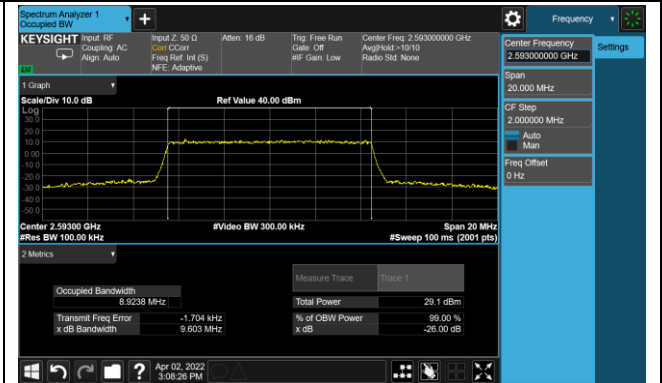 Spectrum Analyzer 1
Occupied BW
+
Frequency
KEYSIGHT
Input: RF
Coupling: AC
Align: Auto
Input Z: 50 Ω
Corr CCorr
Freq Ref: Int (S)
NFE: Adaptive
Atten: 16 dB
Trig: Free Run
Gate: Off
#IF Gain: Low
Center Freq: 2.593000000 GHz
Avg|Hold:>10/10
Radio Std: None
Center Frequency
2.593000000 GHz
Settings
Span
20.000 MHz
CF Step
2.000000 MHz
Auto
Man
Freq Offset
0 Hz
1 Graph
Scale/Div 10.0 dB
Ref Value 40.00 dBm
Log
30.0
20.0
10.0
0.00
-10.0
-20.0
-30.0
-40.0
-50.0
Center 2.59300 GHz
#Video BW 300.00 kHz
Span 20 MHz
#Res BW 100.00 kHz
#Sweep 100 ms (2001 pts)
2 Metrics
Measure Trace
Trace 1
Occupied Bandwidth
8.9238 MHz
Total Power
29.1 dBm
Transmit Freq Error
-1.704 kHz
% of OBW Power
99.00 %
x dB Bandwidth
9.603 MHz
x dB
-26.00 dB
?
Apr 02, 2022
3:08:26 PM